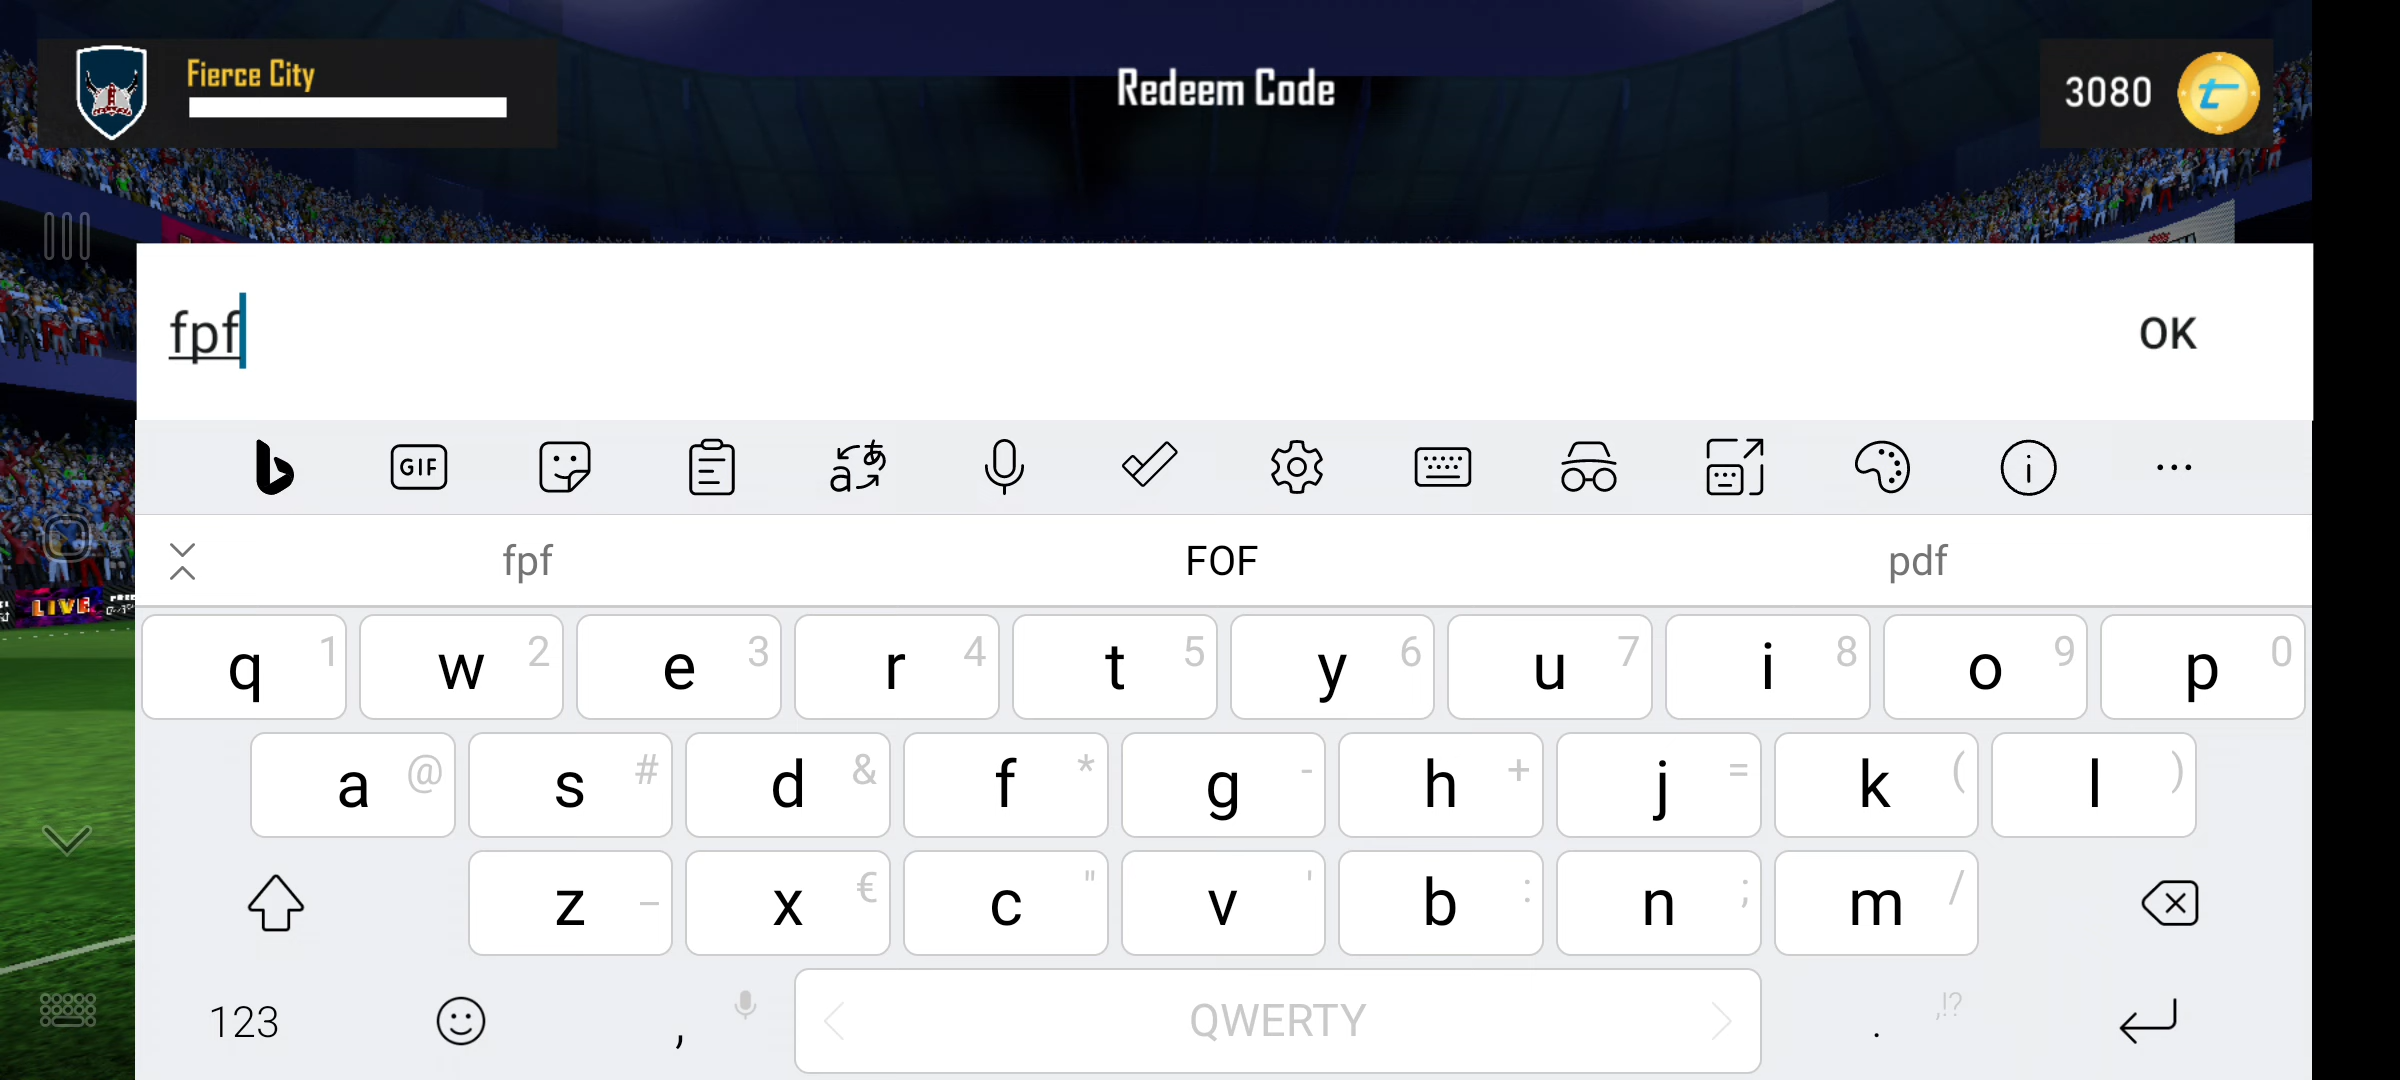 Fierce City
Redeem Code
3080
fpf
OK
GIF
fpf FOF pdf
q 1 w 2 e 3 r 4 t 5 y 6 u 7 i 8 o 9 p 0
a @ s # d & f * g - h + j = k ( l )
z _ x € c " v ' b : n ; m /
123 , QWERTY . ,!?
LIVE